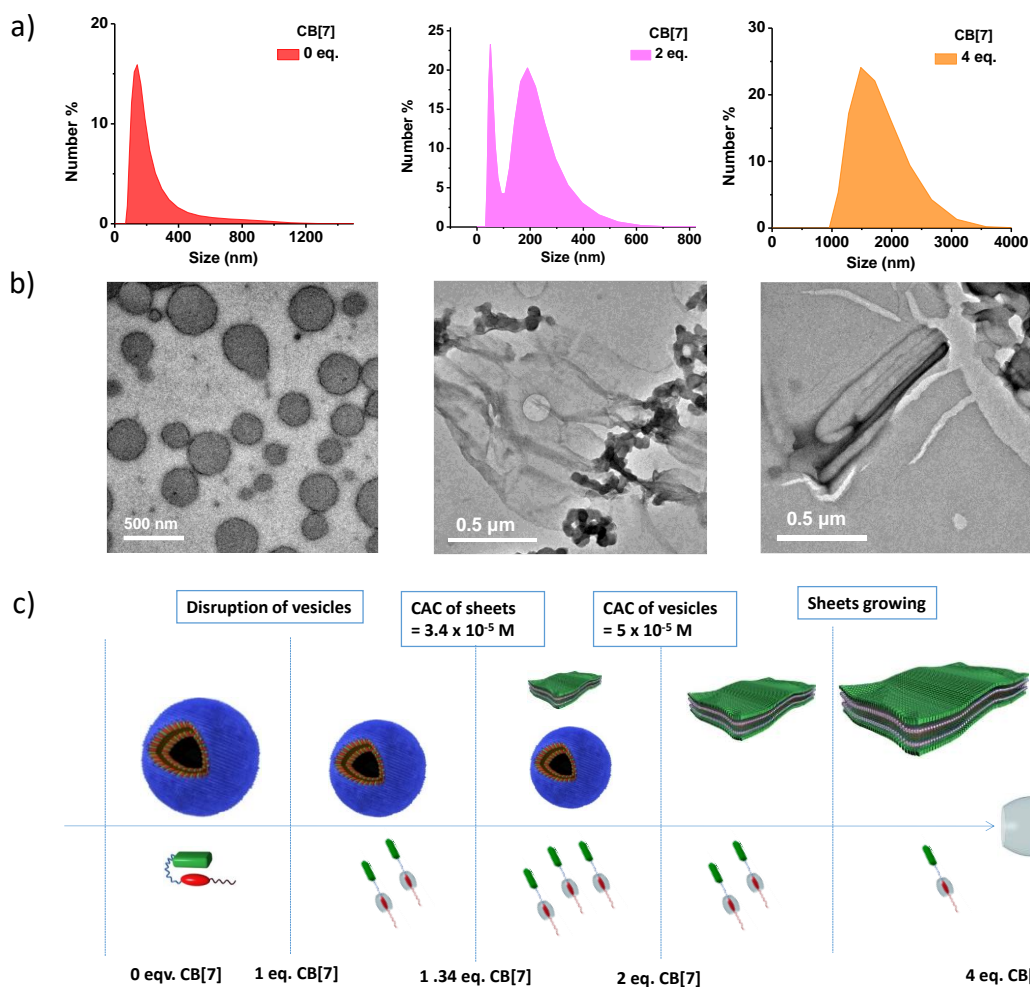 a)
CB[7]
0 eq.
20
10
0
Number %
0 400 800 1200
Size (nm)
CB[7]
2 eq.
25
20
15
10
5
0
Number %
0 200 400 600 800
Size (nm)
CB[7]
4 eq.
30
20
10
0
Number %
0 1000 2000 3000 4000
Size (nm)
b)
500 nm
0.5 µm
0.5 µm
c)
Disruption of vesicles
CAC of sheets
= 3.4 x 10⁻⁵ M
CAC of vesicles
= 5 x 10⁻⁵ M
Sheets growing
0 eqv. CB[7]
1 eq. CB[7]
1 .34 eq. CB[7]
2 eq. CB[7]
4 eq. CB[